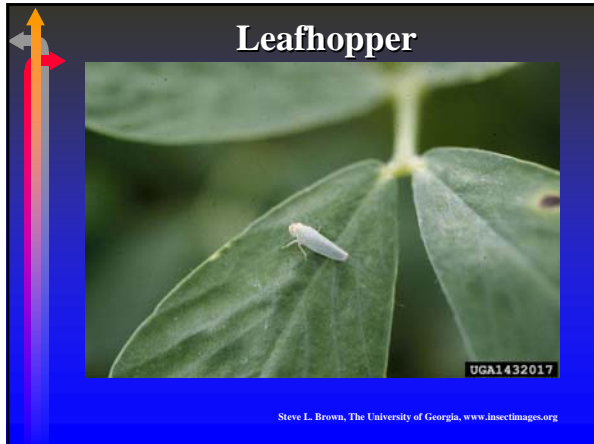 Leafhopper
UGA1432017
Steve L. Brown, The University of Georgia, www.insectimages.org